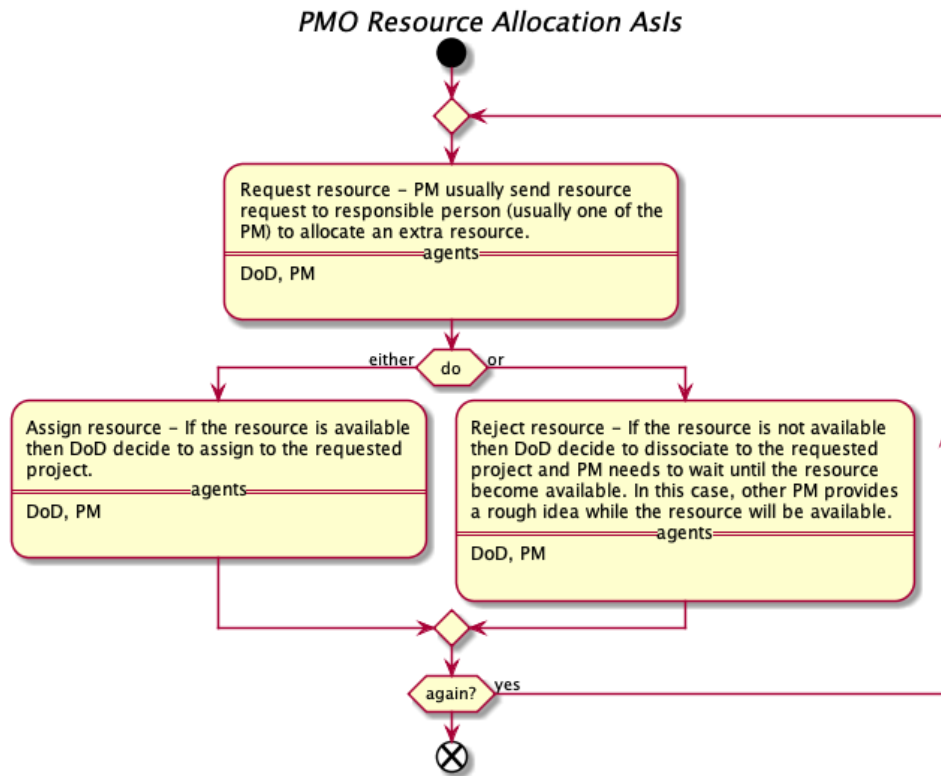 PMO Resource Allocation AsIs
Request resource – PM usually send resource
request to responsible person (usually one of the
PM) to allocate an extra resource.
agents
DoD, PM
either
do
or
Assign resource – If the resource is available
then DoD decide to assign to the requested
project.
agents
DoD, PM
Reject resource – If the resource is not available
then DoD decide to dissociate to the requested
project and PM needs to wait until the resource
become available. In this case, other PM provides
a rough idea while the resource will be available.
agents
DoD, PM
again?
yes